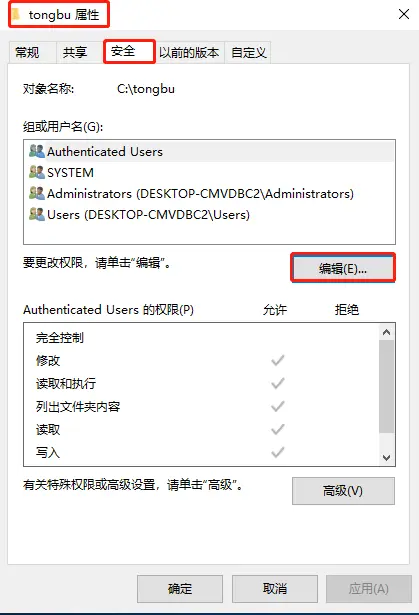 tongbu 属性
常规 共享 安全 以前的版本 自定义
对象名称: C:\tongbu
组或用户名(G):
Authenticated Users
SYSTEM
Administrators (DESKTOP-CMVDBC2\Administrators)
Users (DESKTOP-CMVDBC2\Users)
要更改权限，请单击“编辑”。
编辑(E)...
Authenticated Users 的权限(P) 允许 拒绝
完全控制
修改
读取和执行
列出文件夹内容
读取
写入
有关特殊权限或高级设置，请单击“高级”。
高级(V)
确定 取消 应用(A)